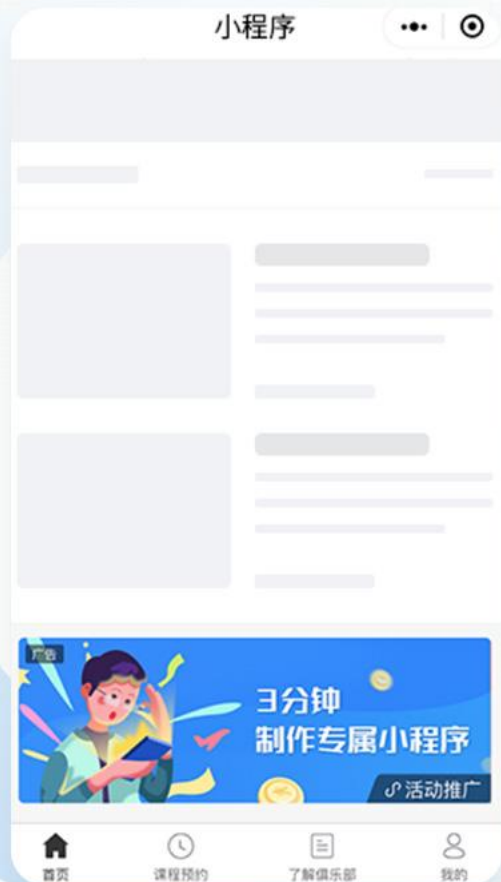 小程序
广告
3分钟
制作专属小程序
活动推广
首页
课程预约
了解俱乐部
我的